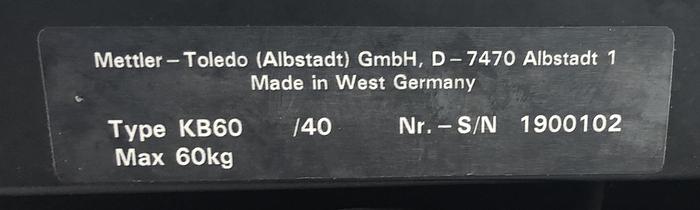 Mettler-Toledo (Albstadt) GmbH, D-7470 Albstadt 1
Made in West Germany
Type KB60 /40 Nr.-S/N 1900102
Max 60kg